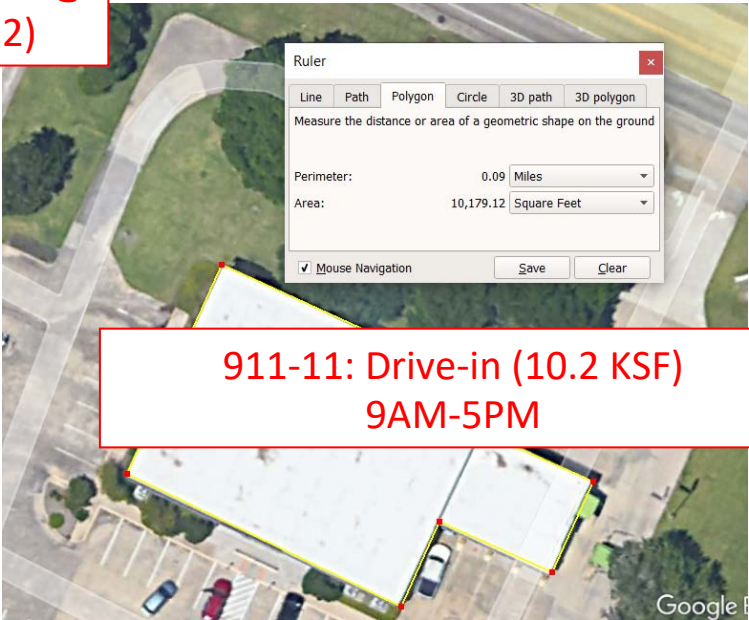 2)
Ruler
Line Path Polygon Circle 3D path 3D polygon
Measure the distance or area of a geometric shape on the ground
Perimeter: 0.09 Miles
Area: 10,179.12 Square Feet
Mouse Navigation Save Clear
911-11: Drive-in (10.2 KSF)
9AM-5PM
Google